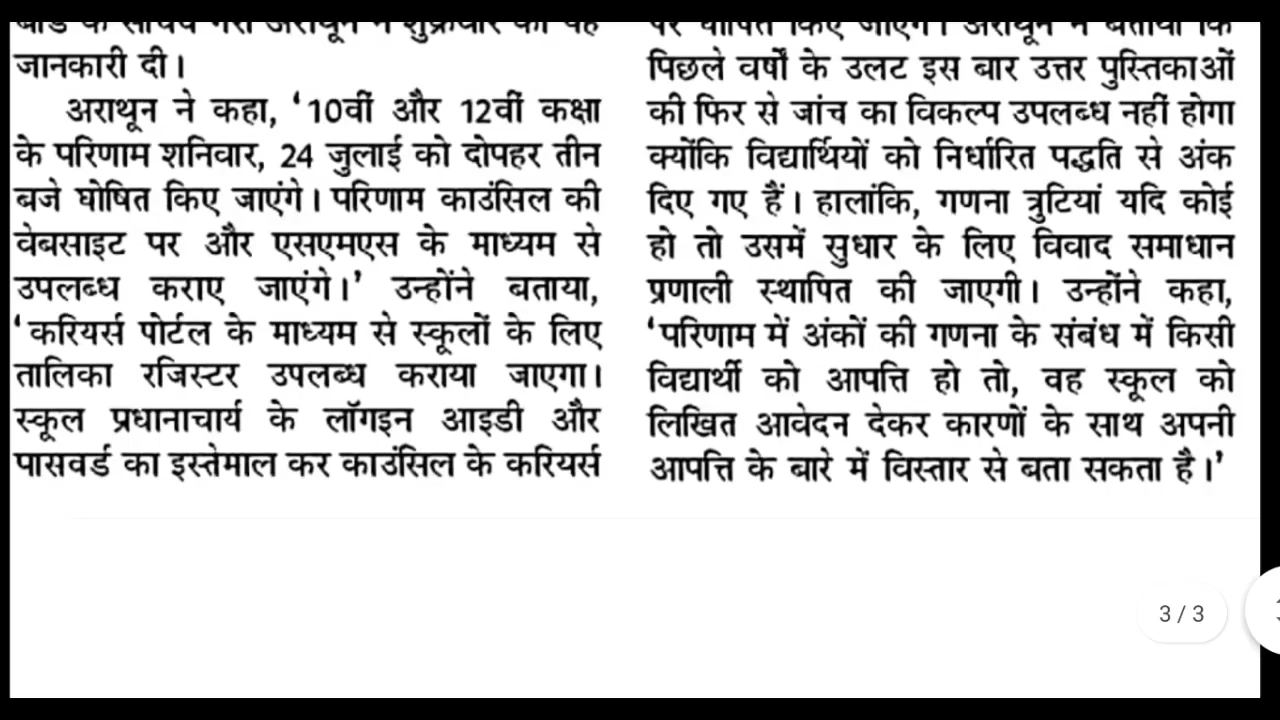 जानकारी दी।
अराथून ने कहा, ‘10वीं और 12वीं कक्षा
के परिणाम शनिवार, 24 जुलाई को दोपहर तीन
बजे घोषित किए जाएंगे। परिणाम काउंसिल की
वेबसाइट पर और एसएमएस के माध्यम से
उपलब्ध कराए जाएंगे।’ उन्होंने बताया,
‘करियर्स पोर्टल के माध्यम से स्कूलों के लिए
तालिका रजिस्टर उपलब्ध कराया जाएगा।
स्कूल प्रधानाचार्य के लॉगइन आइडी और
पासवर्ड का इस्तेमाल कर काउंसिल के करियर्स
पर घोषित किए जाएंगे। अराथून ने बताया कि
पिछले वर्षों के उलट इस बार उत्तर पुस्तिकाओं
की फिर से जांच का विकल्प उपलब्ध नहीं होगा
क्योंकि विद्यार्थियों को निर्धारित पद्धति से अंक
दिए गए हैं। हालांकि, गणना त्रुटियां यदि कोई
हो तो उसमें सुधार के लिए विवाद समाधान
प्रणाली स्थापित की जाएगी। उन्होंने कहा,
‘परिणाम में अंकों की गणना के संबंध में किसी
विद्यार्थी को आपत्ति हो तो, वह स्कूल को
लिखित आवेदन देकर कारणों के साथ अपनी
आपत्ति के बारे में विस्तार से बता सकता है।’
3 / 3